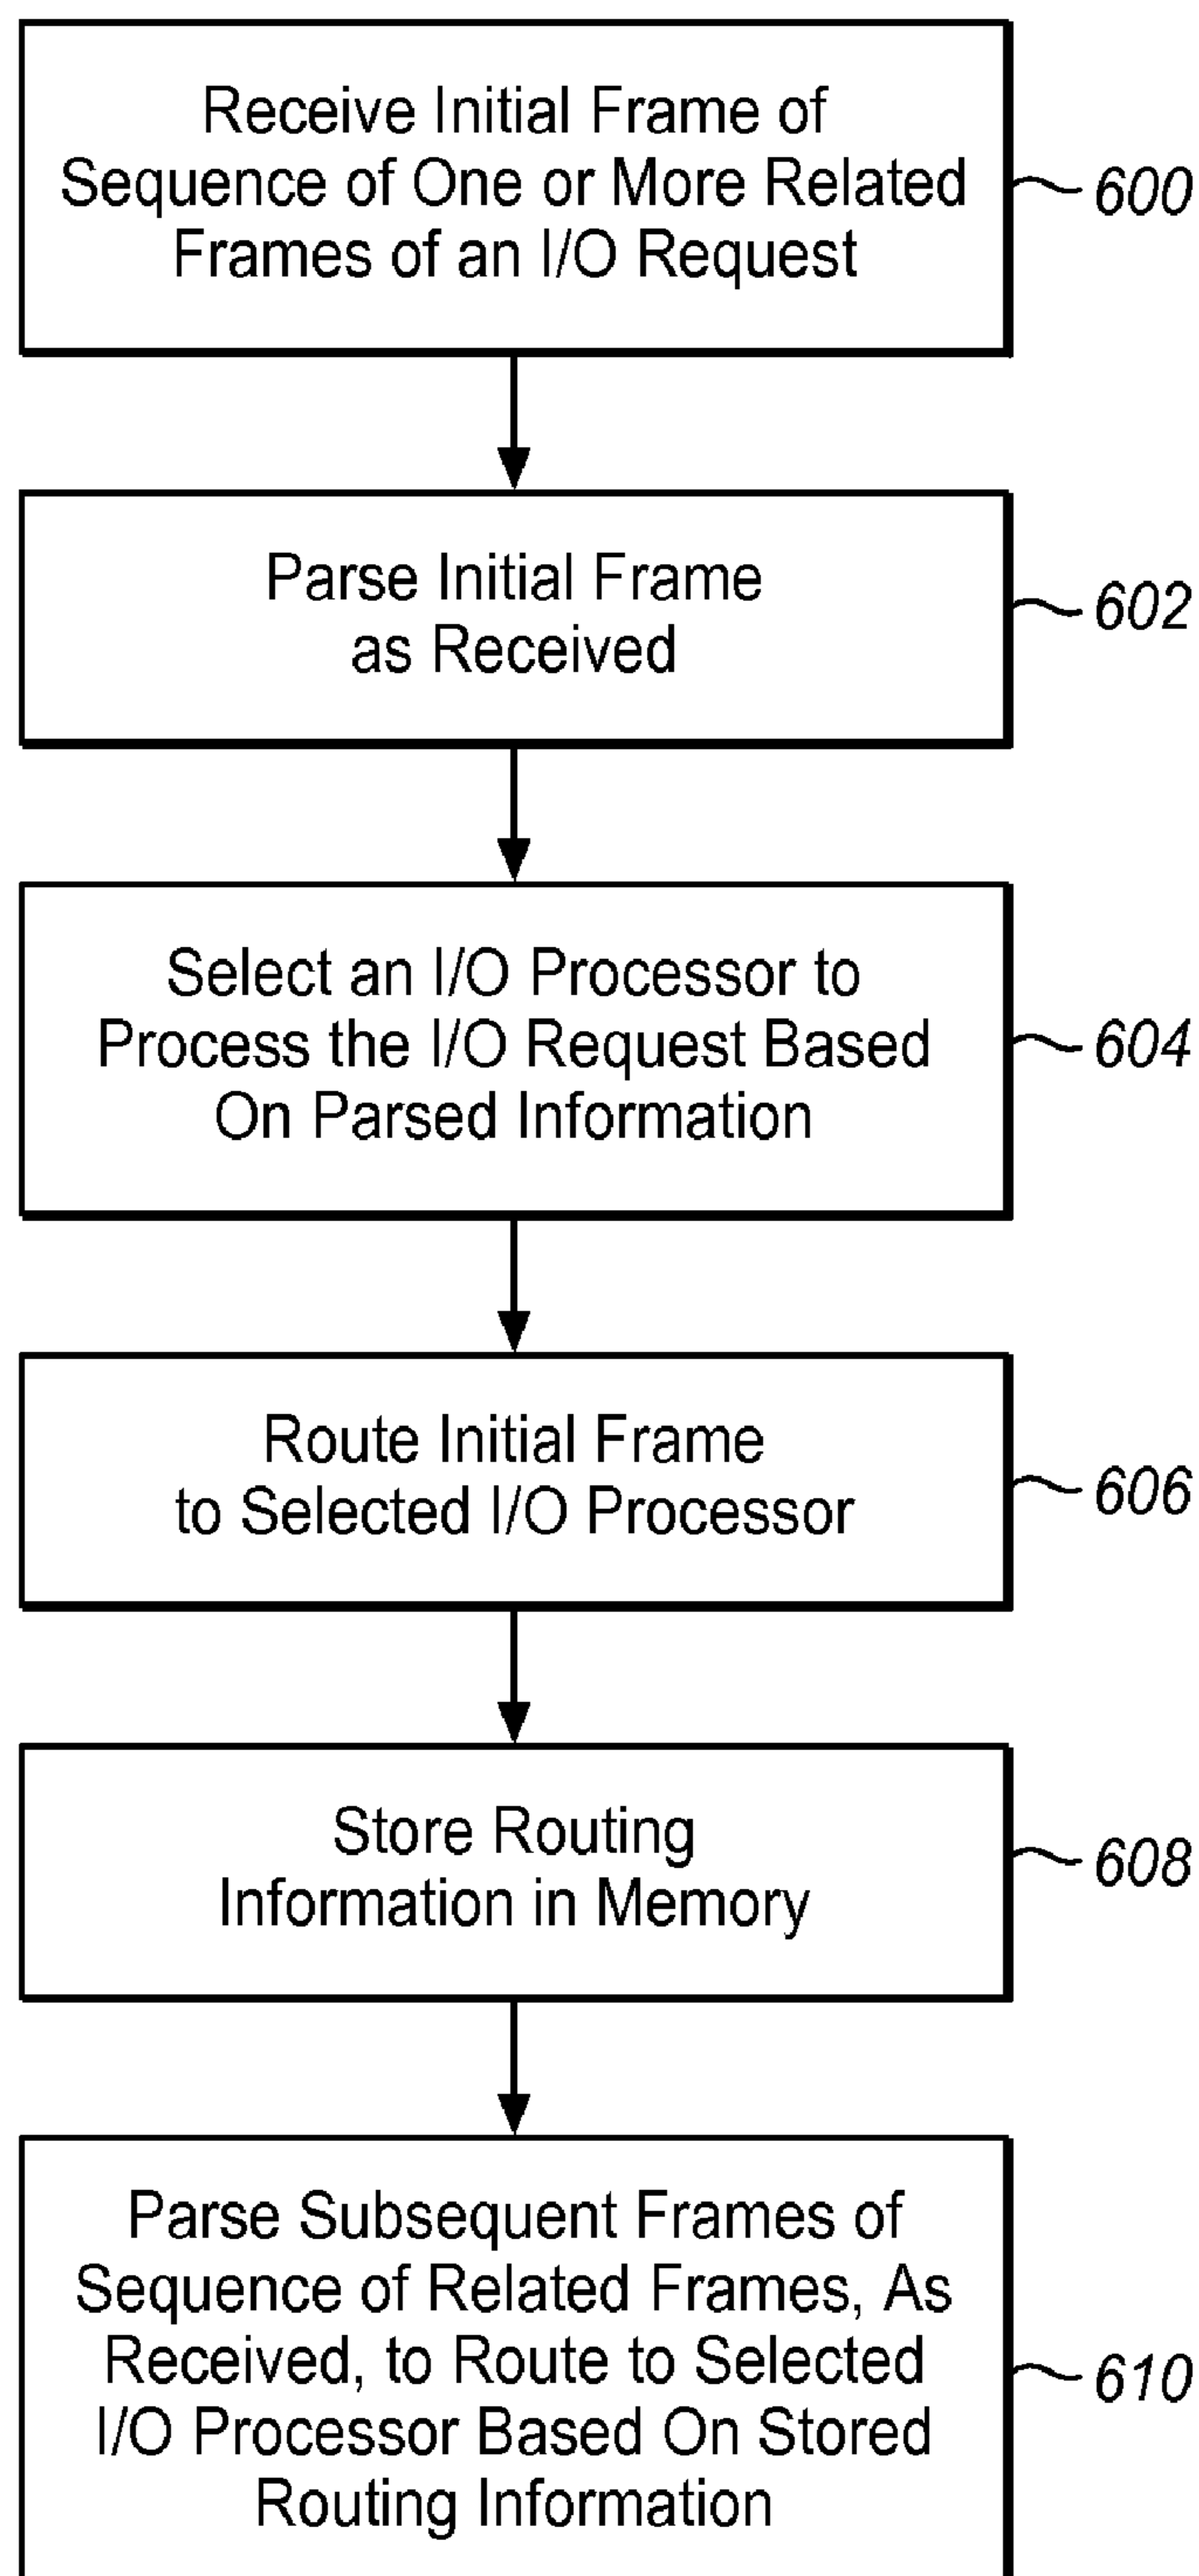 Receive Initial Frame of
Sequence of One or More Related
Frames of an I/O Request
600
Parse Initial Frame
as Received
602
Select an I/O Processor to
Process the I/O Request Based
On Parsed Information
604
Route Initial Frame
to Selected I/O Processor
606
Store Routing
Information in Memory
608
Parse Subsequent Frames of
Sequence of Related Frames, As
Received, to Route to Selected
I/O Processor Based On Stored
Routing Information
610